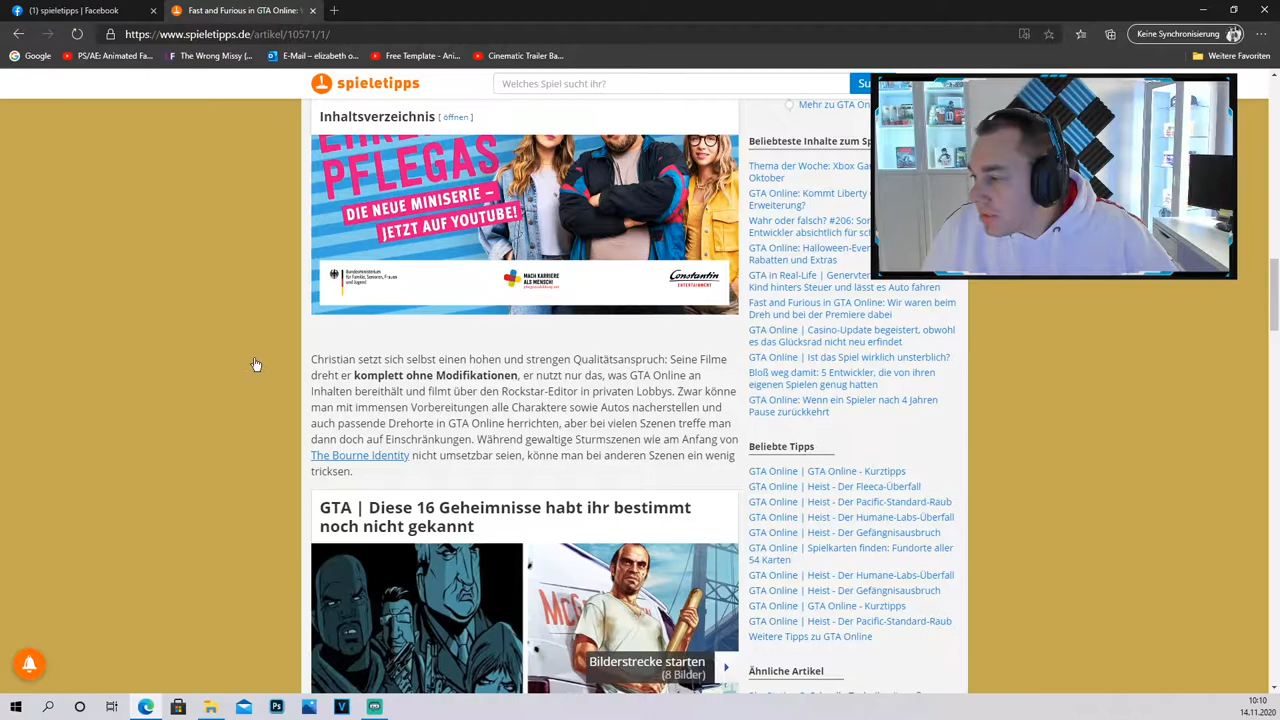 (1) spieletipps | Facebook
Fast and Furious in GTA Online:
https://www.spieletipps.de/artikel/10571/1/
Keine Synchronisierung
Google
PS/AE: Animated Fa...
The Wrong Missy (...
E-Mail – elizabeth o...
Free Template - Ani...
Cinematic Trailer Ba...
Weitere Favoriten
spieletipps
Welches Spiel sucht ihr?
Su
Inhaltsverzeichnis [ öffnen ]
PFLEGAS
DIE NEUE MINISERIE –
JETZT AUF YOUTUBE!
Bundesministerium
für Familie, Senioren, Frauen
und Jugend
MACH KARRIERE
ALS MENSCH!
Constantin
ENTERTAINMENT
Christian setzt sich selbst einen hohen und strengen Qualitätsanspruch: Seine Filme
dreht er komplett ohne Modifikationen, er nutzt nur das, was GTA Online an
Inhalten bereithält und filmt über den Rockstar-Editor in privaten Lobbys. Zwar könne
man mit immensen Vorbereitungen alle Charaktere sowie Autos nacherstellen und
auch passende Drehorte in GTA Online herrichten, aber bei vielen Szenen treffe man
dann doch auf Einschränkungen. Während gewaltige Sturmszenen wie am Anfang von
The Bourne Identity nicht umsetzbar seien, könne man bei anderen Szenen ein wenig
tricksen.
GTA | Diese 16 Geheimnisse habt ihr bestimmt
noch nicht gekannt
Bilderstrecke starten
(8 Bilder)
Mehr zu GTA On
Beliebteste Inhalte zum Sp
Thema der Woche: Xbox Ga
Oktober
GTA Online: Kommt Liberty
Erweiterung?
Wahr oder falsch? #206: Sor
Entwickler absichtlich für sc
GTA Online: Halloween-Ever
Rabatten und Extras
GTA in Real-Life | Genervter
Kind hinters Steuer und lässt es Auto fahren
Fast and Furious in GTA Online: Wir waren beim
Dreh und bei der Premiere dabei
GTA Online | Casino-Update begeistert, obwohl
es das Glücksrad nicht neu erfindet
GTA Online | Ist das Spiel wirklich unsterblich?
Bloß weg damit: 5 Entwickler, die von ihren
eigenen Spielen genug hatten
GTA Online: Wenn ein Spieler nach 4 Jahren
Pause zurückkehrt
Beliebte Tipps
GTA Online | GTA Online - Kurztipps
GTA Online | Heist - Der Fleeca-Überfall
GTA Online | Heist - Der Pacific-Standard-Raub
GTA Online | Heist - Der Humane-Labs-Überfall
GTA Online | Heist - Der Gefängnisausbruch
GTA Online | Spielkarten finden: Fundorte aller
54 Karten
GTA Online | Heist - Der Humane-Labs-Überfall
GTA Online | Heist - Der Gefängnisausbruch
GTA Online | GTA Online - Kurztipps
GTA Online | Heist - Der Pacific-Standard-Raub
Weitere Tipps zu GTA Online
Ähnliche Artikel
10:10
14.11.2020